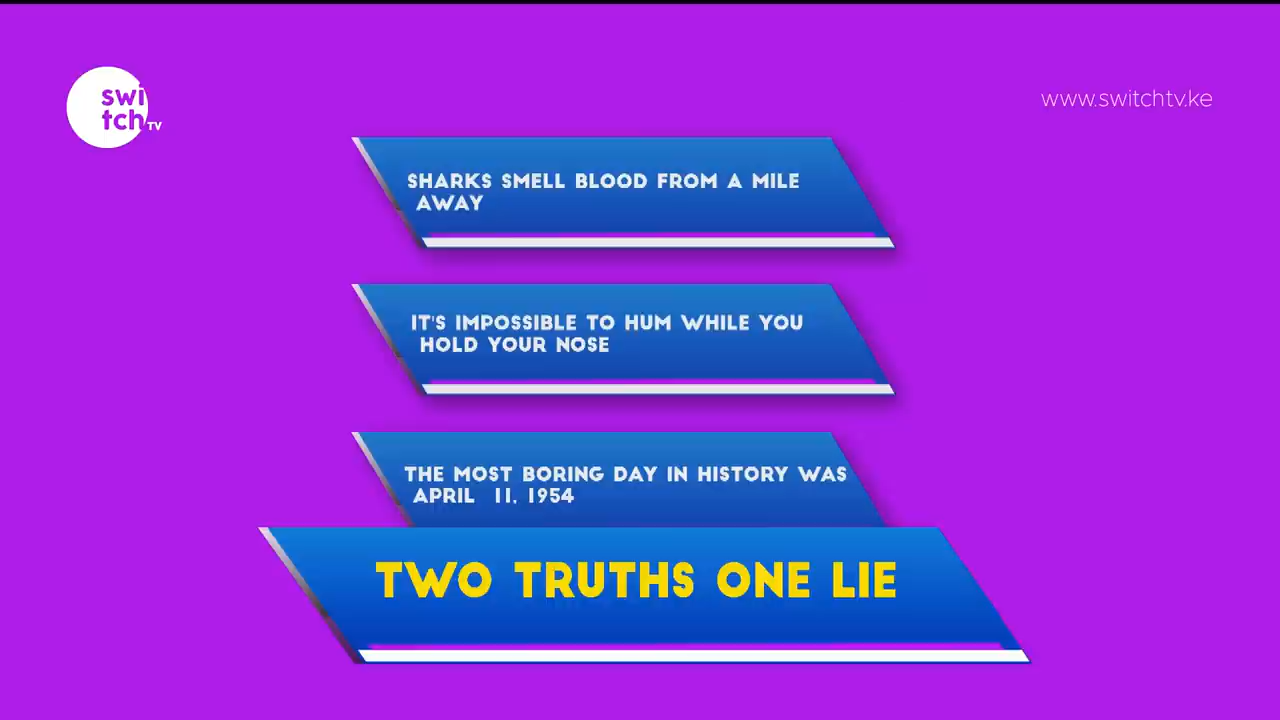 swi
tch TV
www.switchtv.ke
SHARKS SMELL BLOOD FROM A MILE
AWAY
IT'S IMPOSSIBLE TO HUM WHILE YOU
HOLD YOUR NOSE
THE MOST BORING DAY IN HISTORY WAS
APRIL 11, 1954
TWO TRUTHS ONE LIE